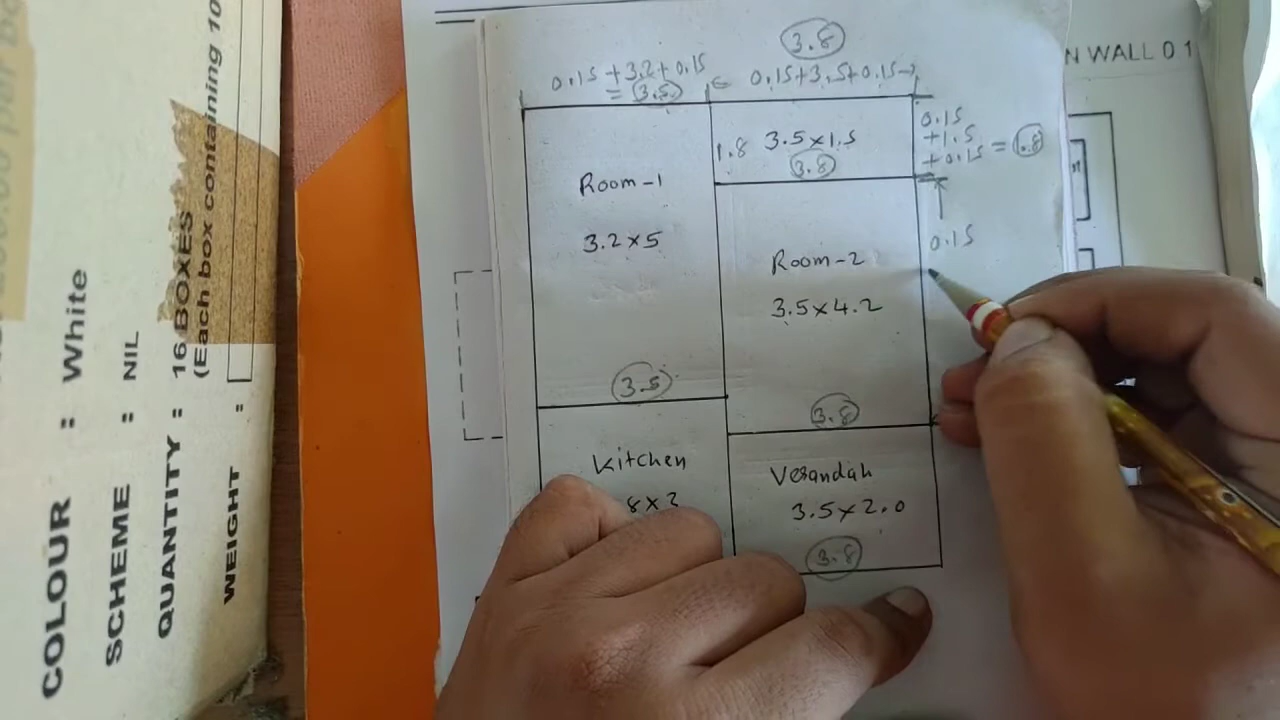 COLOUR : White
SCHEME : NIL
QUANTITY : 16 BOXES
(Each box containing 10
WEIGHT :
N WALL 0 1
3.8
0.15 + 3.2 + 0.15
= 3.5
0.15+3.5+0.15
0.15
+1.5
+0.15 = 1.8
1.8 3.5x1.5
3.8
Room-1
3.2x5
0.15
Room-2
3.5x4.2
3.5
3.8
Kitchen
8x3
Verandah
3.5x2.0
3.8